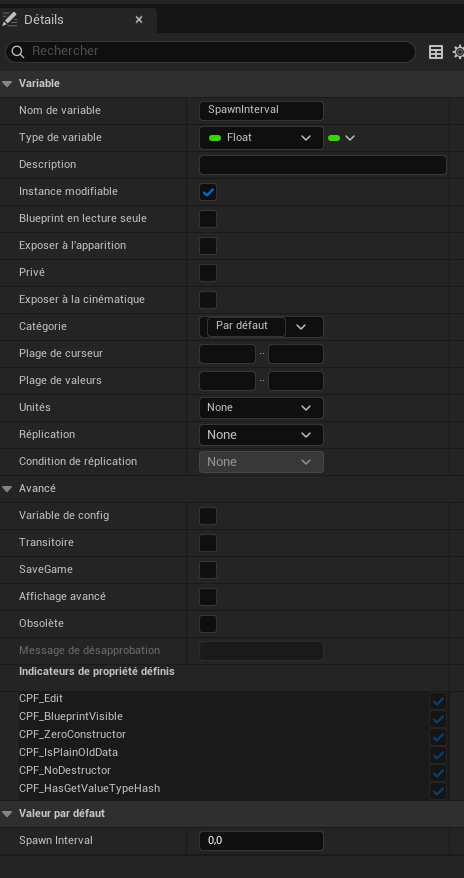 Détails
Rechercher
Variable
Nom de variable SpawnInterval
Type de variable Float
Description
Instance modifiable
Blueprint en lecture seule
Exposer à l'apparition
Privé
Exposer à la cinématique
Catégorie Par défaut
Plage de curseur ..
Plage de valeurs ..
Unités None
Réplication None
Condition de réplication None
Avancé
Variable de config
Transitoire
SaveGame
Affichage avancé
Obsolète
Message de désapprobation
Indicateurs de propriété définis
CPF_Edit
CPF_BlueprintVisible
CPF_ZeroConstructor
CPF_IsPlainOldData
CPF_NoDestructor
CPF_HasGetValueTypeHash
Valeur par défaut
Spawn Interval 0,0